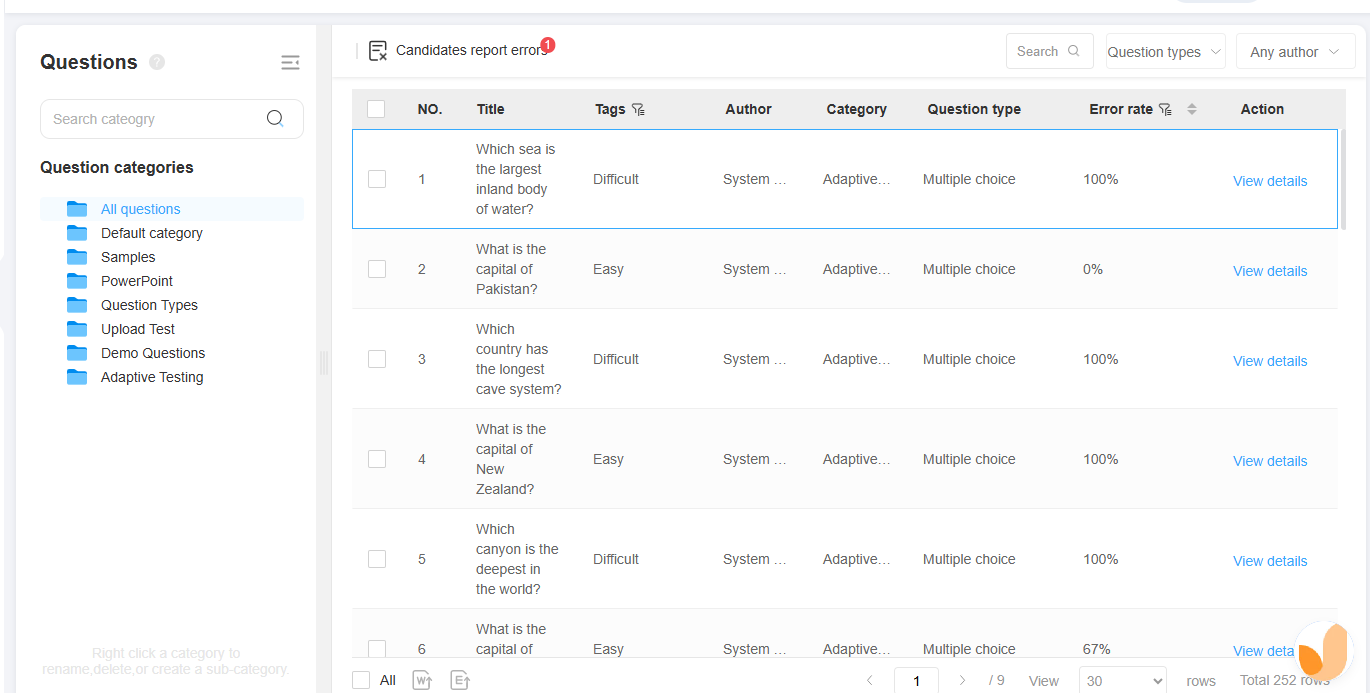 Questions ?
Search cateogry
Question categories
All questions
Default category
Samples
PowerPoint
Question Types
Upload Test
Demo Questions
Adaptive Testing
Right click a category to
rename,delete,or create a sub-category.
Candidates report errors 1
Search
Question types
Any author
NO. Title Tags Author Category Question type Error rate Action
1 Which sea is
the largest
inland body
of water? Difficult System ... Adaptive... Multiple choice 100% View details
2 What is the
capital of
Pakistan? Easy System ... Adaptive... Multiple choice 0% View details
3 Which
country has
the longest
cave system? Difficult System ... Adaptive... Multiple choice 100% View details
4 What is the
capital of
New
Zealand? Easy System ... Adaptive... Multiple choice 100% View details
5 Which
canyon is the
deepest in
the world? Difficult System ... Adaptive... Multiple choice 100% View details
6 What is the
capital of Easy System ... Adaptive... Multiple choice 67% View deta
All W E
1 / 9 View 30 rows Total 252 rows